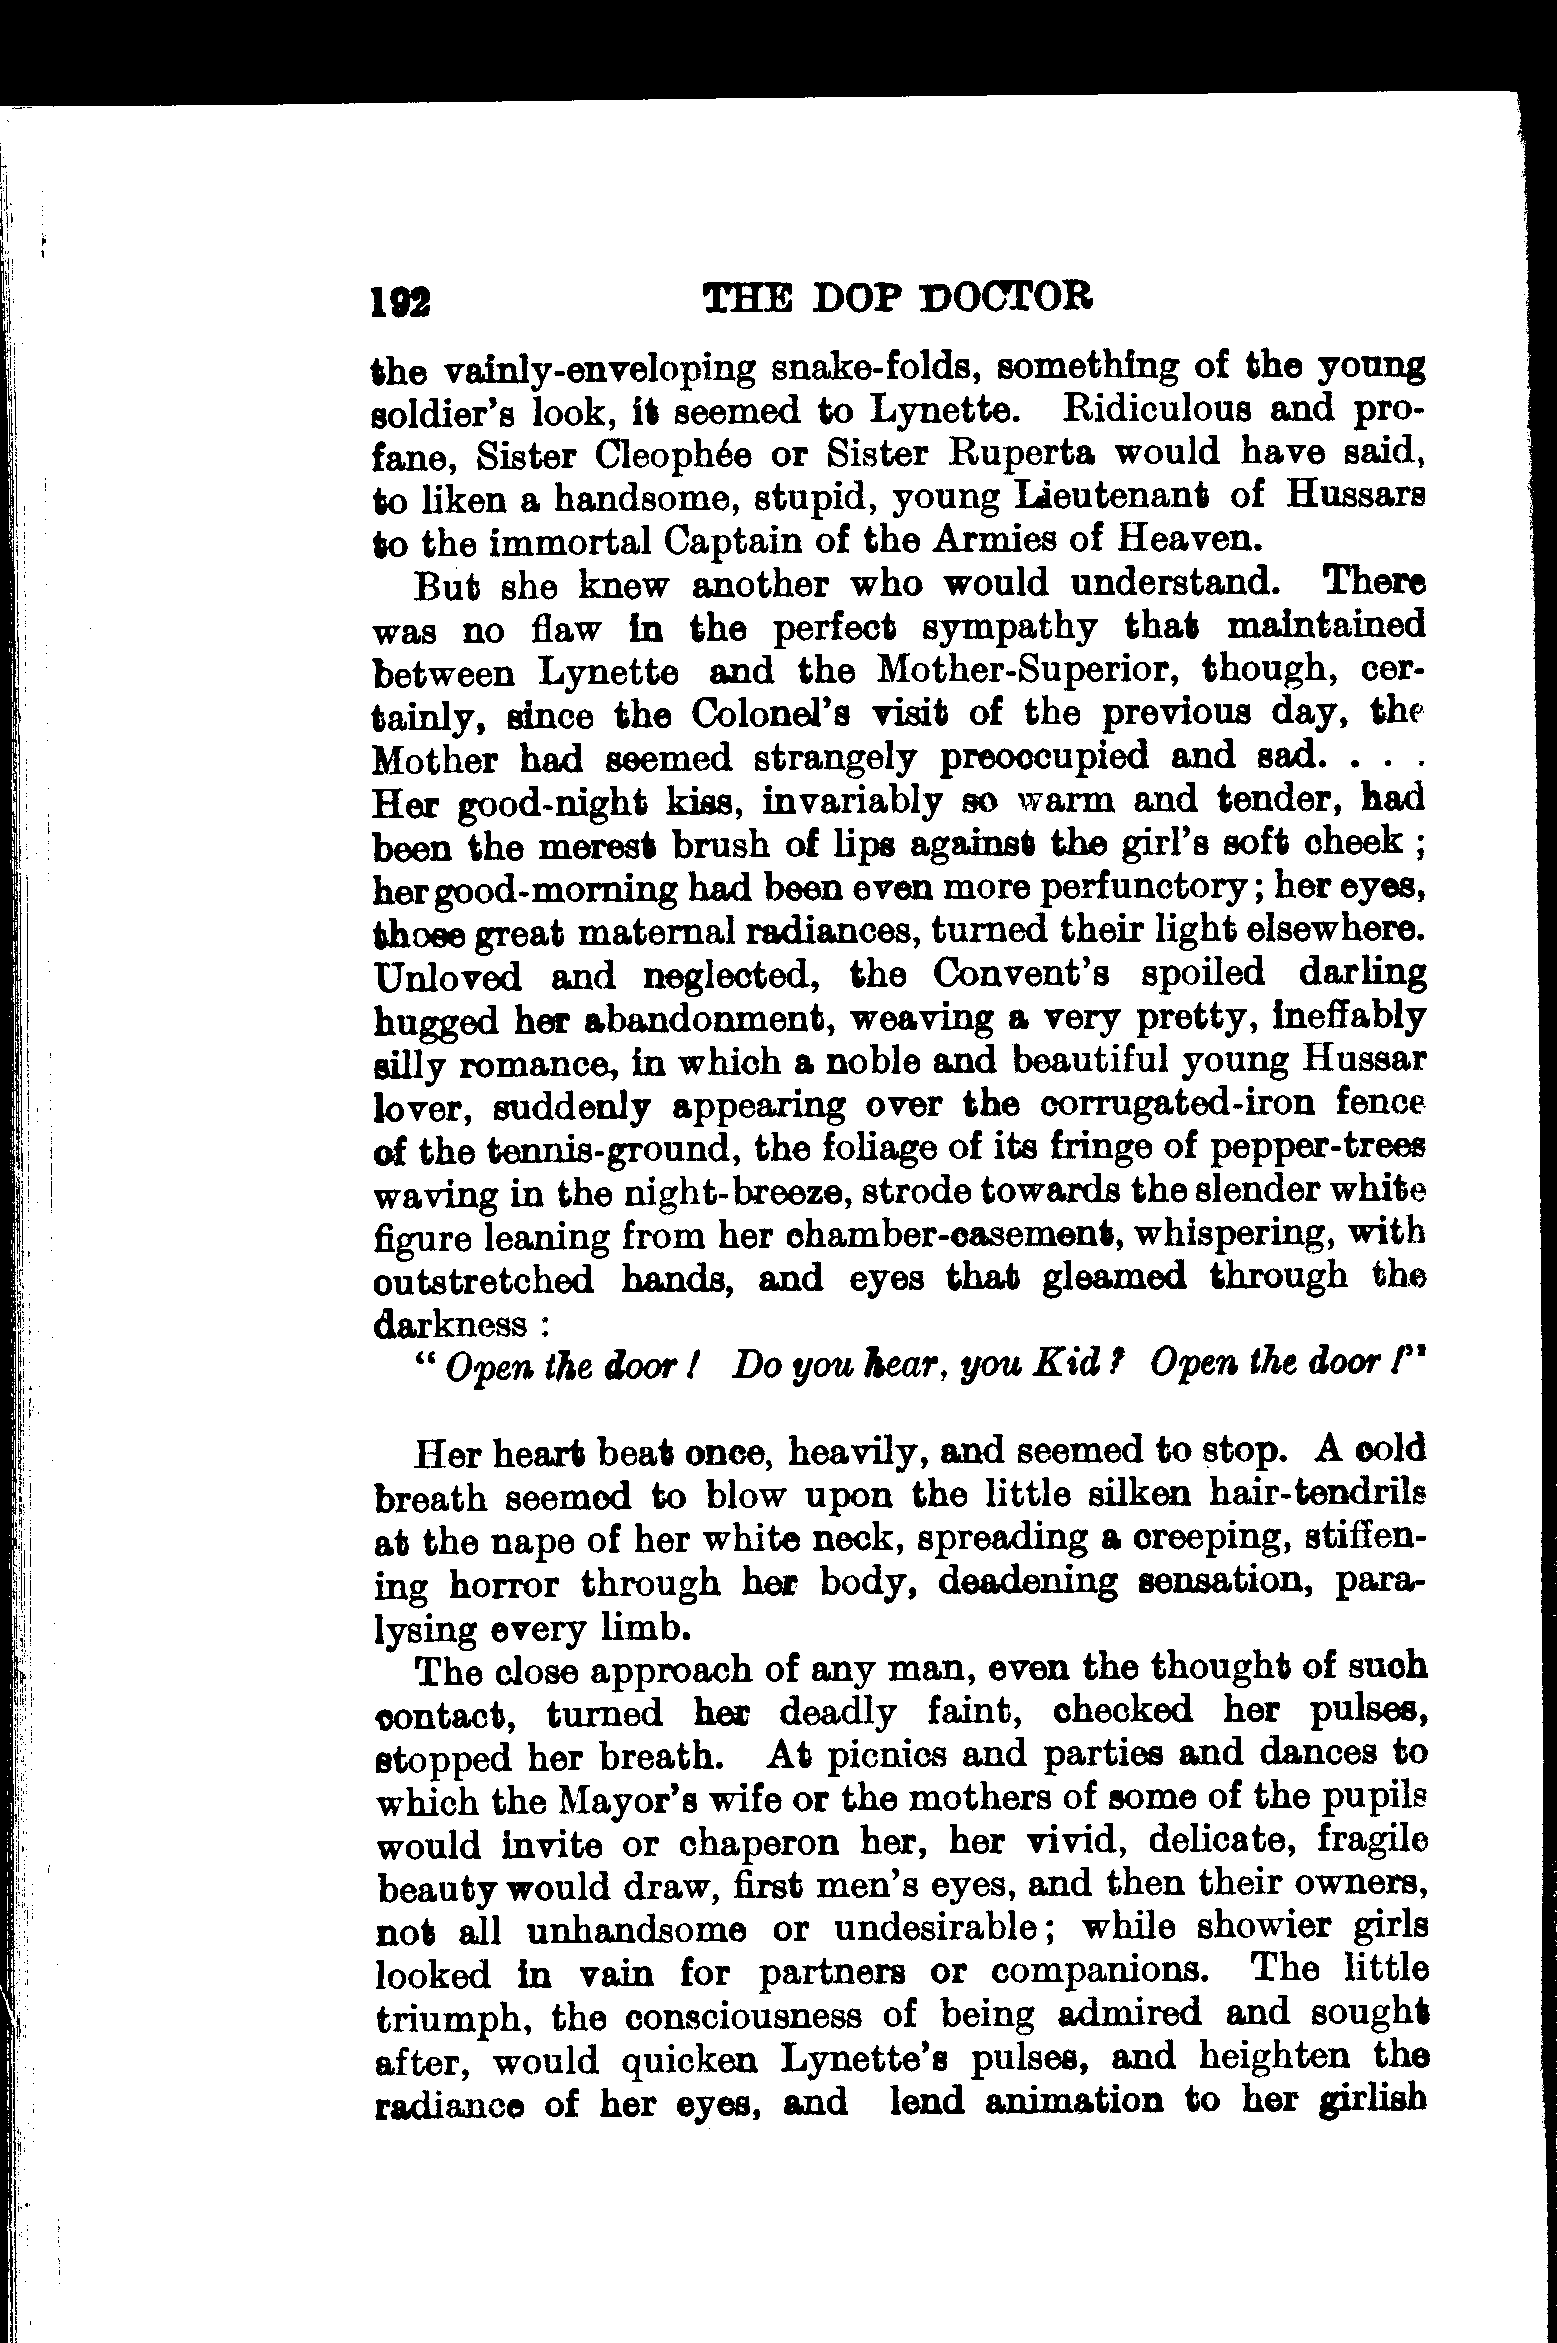 192 THE DOP DOCTOR
the vainly-enveloping snake-folds, something of the young
soldier's look, it seemed to Lynette. Ridiculous and pro-
fane, Sister Cleophée or Sister Ruperta would have said,
to liken a handsome, stupid, young Lieutenant of Hussars
to the immortal Captain of the Armies of Heaven.
But she knew another who would understand. There
was no flaw in the perfect sympathy that maintained
between Lynette and the Mother-Superior, though, cer-
tainly, since the Colonel's visit of the previous day, the
Mother had seemed strangely preoccupied and sad. . . .
Her good-night kiss, invariably so warm and tender, had
been the merest brush of lips against the girl's soft cheek ;
her good-morning had been even more perfunctory ; her eyes,
those great maternal radiances, turned their light elsewhere.
Unloved and neglected, the Convent's spoiled darling
hugged her abandonment, weaving a very pretty, ineffably
silly romance, in which a noble and beautiful young Hussar
lover, suddenly appearing over the corrugated-iron fence
of the tennis-ground, the foliage of its fringe of pepper-trees
waving in the night-breeze, strode towards the slender white
figure leaning from her chamber-casement, whispering, with
outstretched hands, and eyes that gleamed through the
darkness :
" Open the door ! Do you hear, you Kid ? Open the door !"
Her heart beat once, heavily, and seemed to stop. A cold
breath seemed to blow upon the little silken hair-tendrils
at the nape of her white neck, spreading a creeping, stiffen-
ing horror through her body, deadening sensation, para-
lysing every limb.
The close approach of any man, even the thought of such
contact, turned her deadly faint, checked her pulses,
stopped her breath. At picnics and parties and dances to
which the Mayor's wife or the mothers of some of the pupils
would invite or chaperon her, her vivid, delicate, fragile
beauty would draw, first men's eyes, and then their owners,
not all unhandsome or undesirable ; while showier girls
looked in vain for partners or companions. The little
triumph, the consciousness of being admired and sought
after, would quicken Lynette's pulses, and heighten the
radiance of her eyes, and lend animation to her girlish